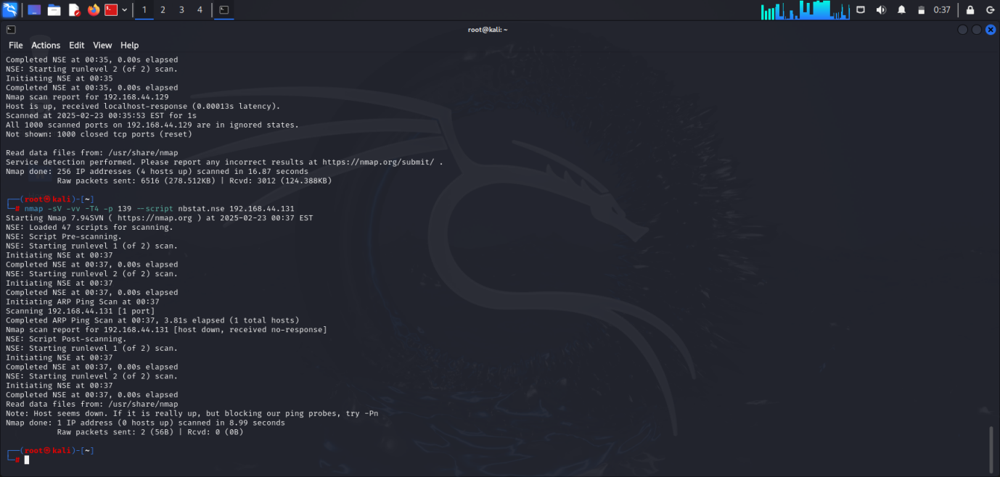 1 2 3 4 0:37
root@kali: ~
File Actions Edit View Help
Completed NSE at 00:35, 0.00s elapsed
NSE: Starting runlevel 2 (of 2) scan.
Initiating NSE at 00:35
Completed NSE at 00:35, 0.00s elapsed
Nmap scan report for 192.168.44.129
Host is up, received localhost-response (0.00013s latency).
Scanned at 2025-02-23 00:35:53 EST for 1s
All 1000 scanned ports on 192.168.44.129 are in ignored states.
Not shown: 1000 closed tcp ports (reset)
Read data files from: /usr/share/nmap
Service detection performed. Please report any incorrect results at https://nmap.org/submit/ .
Nmap done: 256 IP addresses (4 hosts up) scanned in 16.87 seconds
Raw packets sent: 6516 (278.512KB) | Rcvd: 3012 (124.388KB)
┌──(root㉿kali)-[~]
└─# nmap -sV -vv -T4 -p 139 --script nbstat.nse 192.168.44.131
Starting Nmap 7.94SVN ( https://nmap.org ) at 2025-02-23 00:37 EST
NSE: Loaded 47 scripts for scanning.
NSE: Script Pre-scanning.
NSE: Starting runlevel 1 (of 2) scan.
Initiating NSE at 00:37
Completed NSE at 00:37, 0.00s elapsed
NSE: Starting runlevel 2 (of 2) scan.
Initiating NSE at 00:37
Completed NSE at 00:37, 0.00s elapsed
Initiating ARP Ping Scan at 00:37
Scanning 192.168.44.131 [1 port]
Completed ARP Ping Scan at 00:37, 3.81s elapsed (1 total hosts)
Nmap scan report for 192.168.44.131 [host down, received no-response]
NSE: Script Post-scanning.
NSE: Starting runlevel 1 (of 2) scan.
Initiating NSE at 00:37
Completed NSE at 00:37, 0.00s elapsed
NSE: Starting runlevel 2 (of 2) scan.
Initiating NSE at 00:37
Completed NSE at 00:37, 0.00s elapsed
Read data files from: /usr/share/nmap
Note: Host seems down. If it is really up, but blocking our ping probes, try -Pn
Nmap done: 1 IP address (0 hosts up) scanned in 8.99 seconds
Raw packets sent: 2 (56B) | Rcvd: 0 (0B)
┌──(root㉿kali)-[~]
└─#